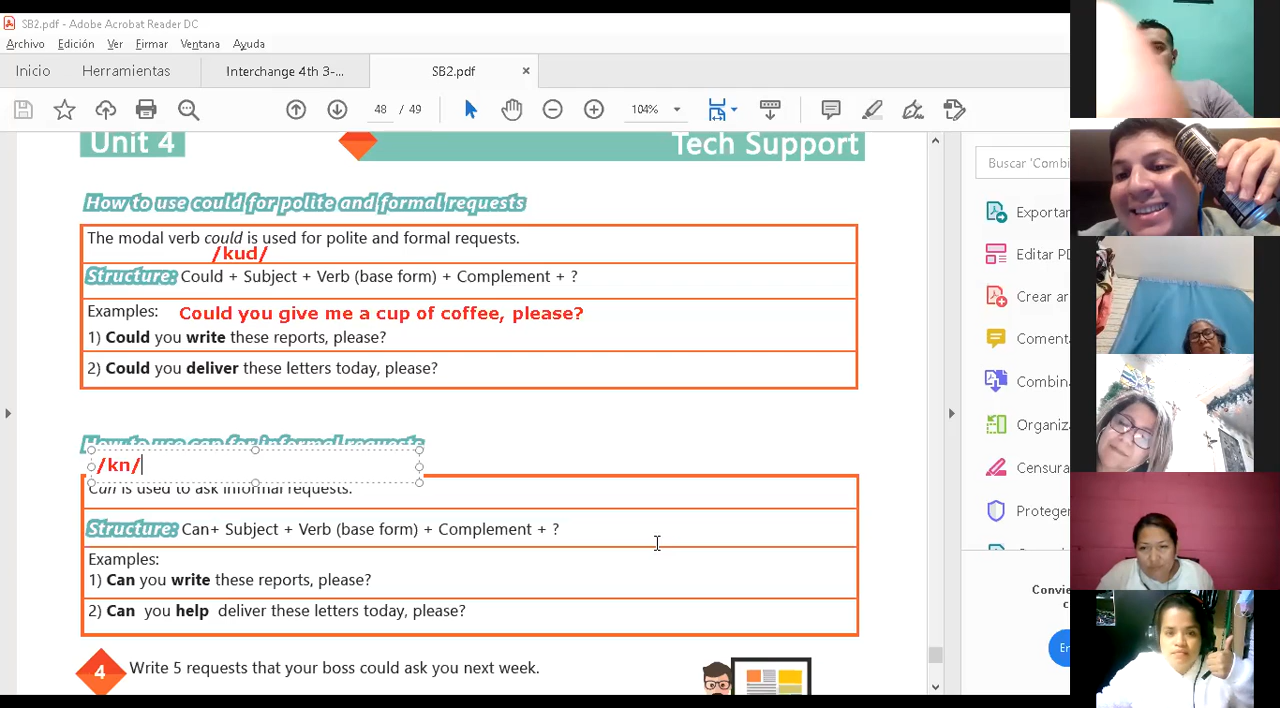 SB2.pdf - Adobe Acrobat Reader DC
Archivo Edición Ver Firmar Ventana Ayuda
Inicio Herramientas Interchange 4th 3-... SB2.pdf ×
48 / 49 104%
Unit 4 Tech Support
How to use could for polite and formal requests
The modal verb could is used for polite and formal requests.
/kud/
Structure: Could + Subject + Verb (base form) + Complement + ?
Examples: Could you give me a cup of coffee, please?
1) Could you write these reports, please?
2) Could you deliver these letters today, please?
How to use can for informal requests
/kn/
Can is used to ask informal requests.
Structure: Can+ Subject + Verb (base form) + Complement + ?
Examples:
1) Can you write these reports, please?
2) Can you help deliver these letters today, please?
4 Write 5 requests that your boss could ask you next week.
Buscar 'Comb
Exportar
Editar PD
Crear ar
Comenta
Combin
Organiza
Censura
Proteger
Convie
c